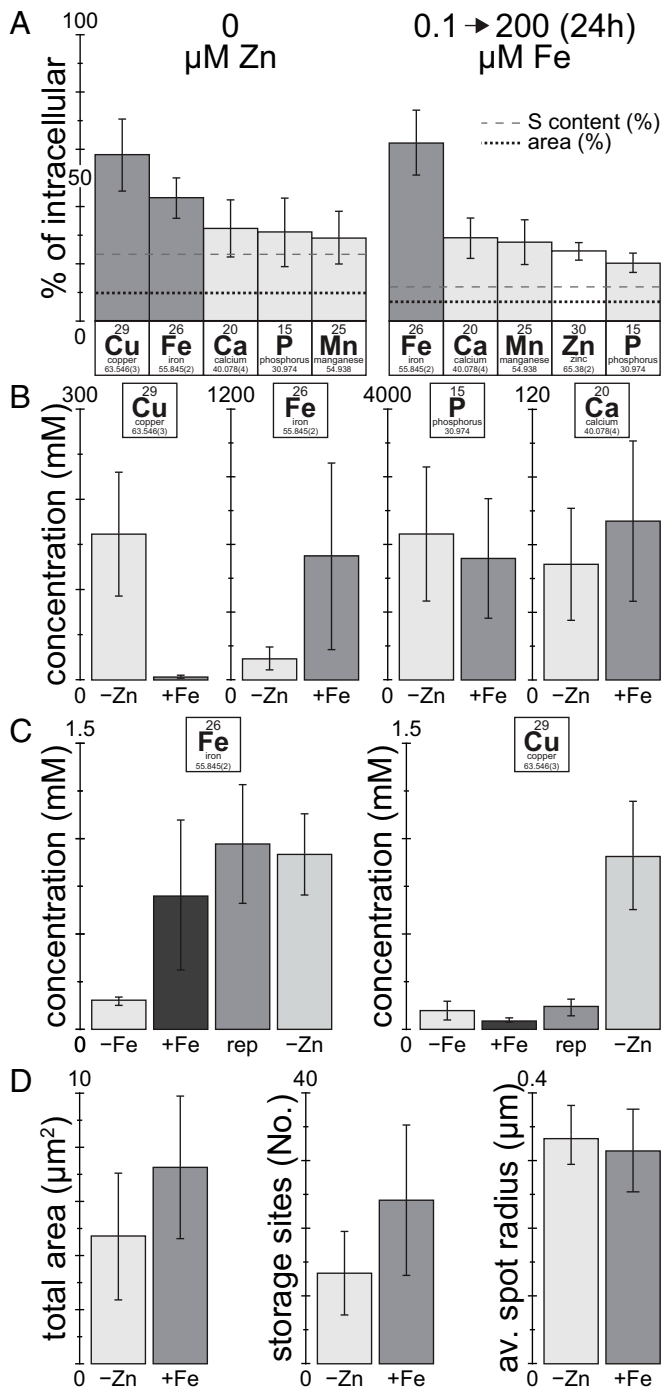 A
0
µM Zn
0.1 → 200 (24h)
µM Fe
S content (%)
area (%)
% of intracellular
100
50
0
29
Cu
copper
63.546(3)
26
Fe
iron
55.845(2)
20
Ca
calcium
40.078(4)
15
P
phosphorus
30.974
25
Mn
manganese
54.938
26
Fe
iron
55.845(2)
20
Ca
calcium
40.078(4)
25
Mn
manganese
54.938
30
Zn
zinc
65.38(2)
15
P
phosphorus
30.974
B
concentration (mM)
300
0
29
Cu
copper
63.546(3)
−Zn
+Fe
1200
0
26
Fe
iron
55.845(2)
−Zn
+Fe
4000
0
15
P
phosphorus
30.974
−Zn
+Fe
120
0
20
Ca
calcium
40.078(4)
−Zn
+Fe
C
concentration (mM)
1.5
0
26
Fe
iron
55.845(2)
−Fe
+Fe
rep
−Zn
concentration (mM)
1.5
0
29
Cu
copper
63.546(3)
−Fe
+Fe
rep
−Zn
D
total area (µm²)
10
0
−Zn
+Fe
storage sites (No.)
40
0
−Zn
+Fe
av. spot radius (µm)
0.4
0
−Zn
+Fe